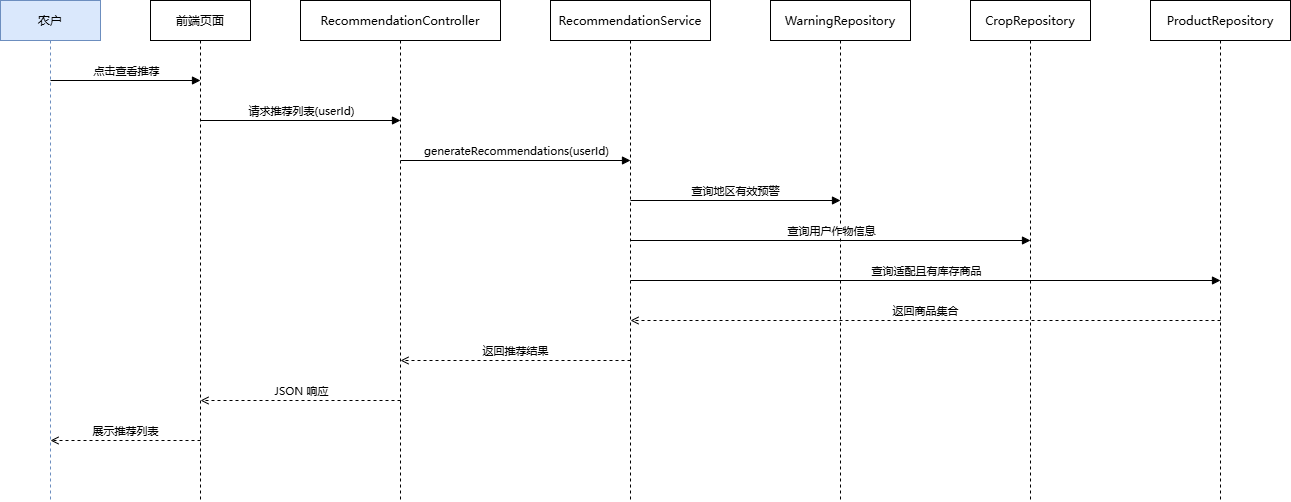 农户
前端页面
RecommendationController
RecommendationService
WarningRepository
CropRepository
ProductRepository
点击查看推荐
请求推荐列表(userId)
generateRecommendations(userId)
查询地区有效预警
查询用户作物信息
查询适配且有库存商品
返回商品集合
返回推荐结果
JSON 响应
展示推荐列表